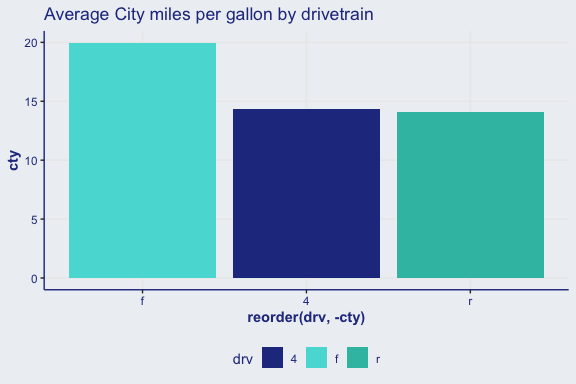 Average City miles per gallon by drivetrain
20
15
10
5
0
cty
f 4 r
reorder(drv, -cty)
drv 4 f r